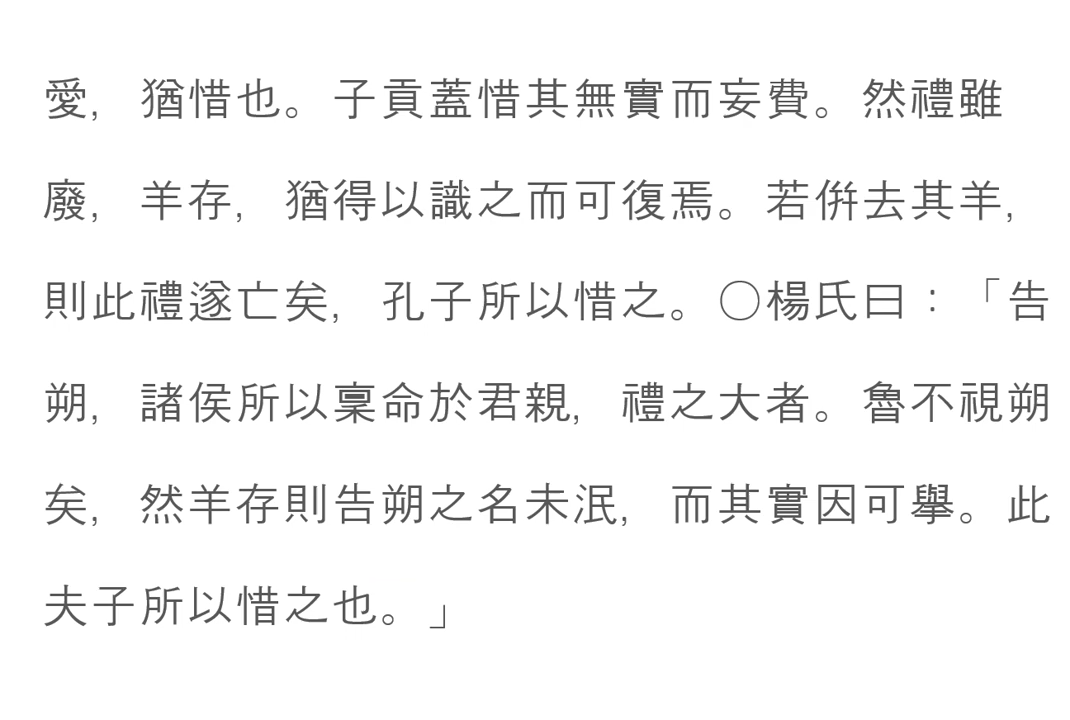 愛，猶惜也。子貢蓋惜其無實而妄費。然禮雖
廢，羊存，猶得以識之而可復焉。若併去其羊，
則此禮遂亡矣，孔子所以惜之。○楊氏曰：「告
朔，諸侯所以稟命於君親，禮之大者。魯不視朔
矣，然羊存則告朔之名未泯，而其實因可舉。此
夫子所以惜之也。」